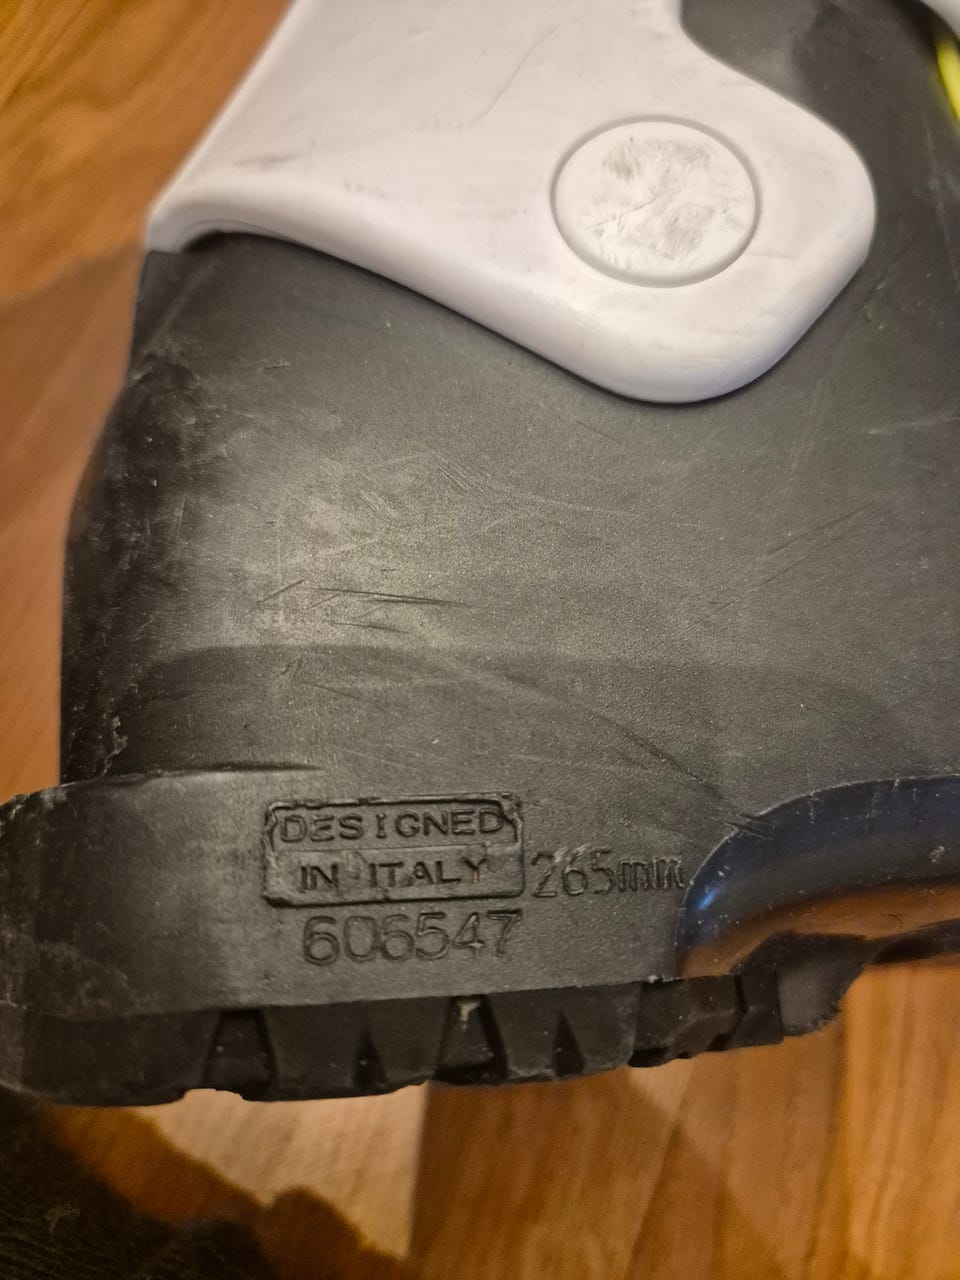 DESIGNED
IN ITALY
265mm
606547